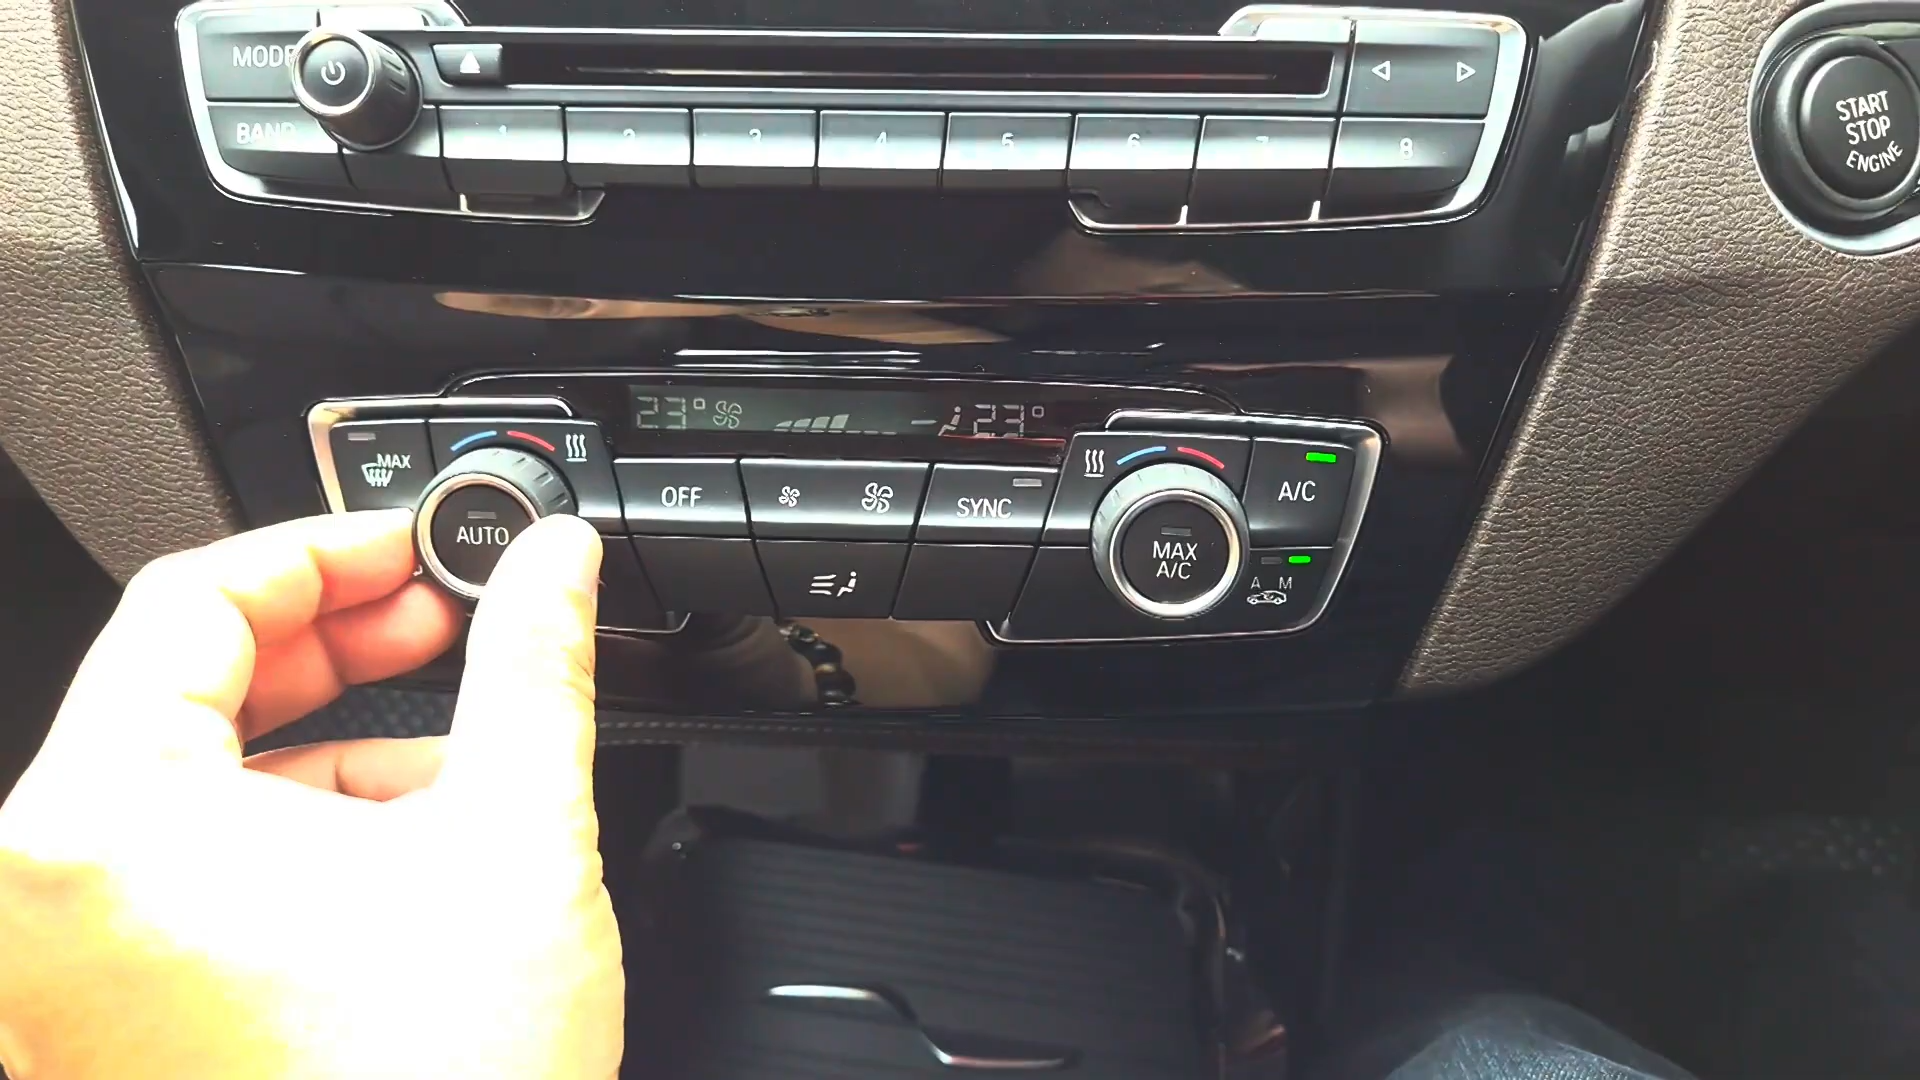 MODE
BAND 1 2 3 4 5 6 7 8
START
STOP
ENGINE
23° 23°
MAX
AUTO
OFF
SYNC
MAX
A/C
A/C
A M